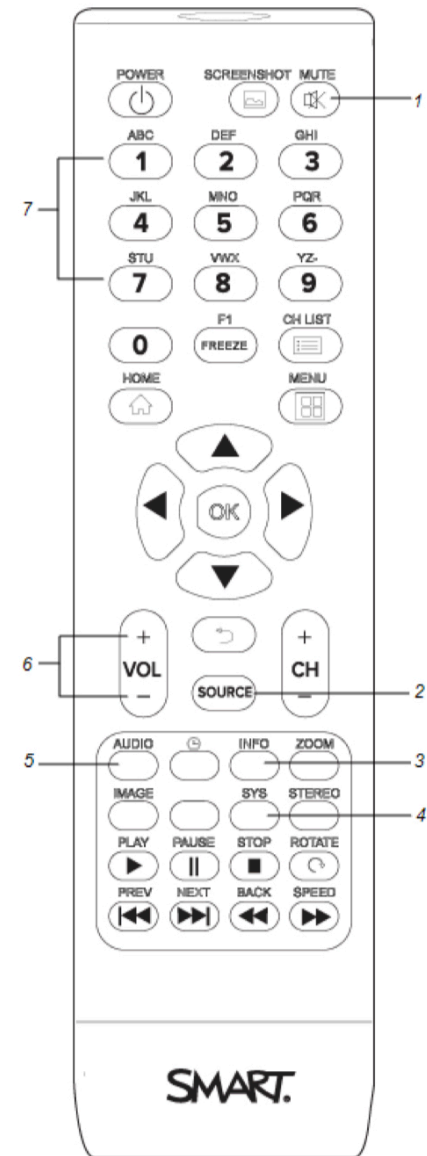 POWER SCREENSHOT MUTE
1
ABC DEF GHI
1 2 3
JKL MNO PQR
7
4 5 6
STU VWX YZ-
7 8 9
F1 CH LIST
0 FREEZE
HOME MENU
OK
+ +
6 VOL CH
- -
SOURCE 2
AUDIO INFO ZOOM
5 3
IMAGE SYS STEREO
4
PLAY PAUSE STOP ROTATE
PREV NEXT BACK SPEED
SMART.